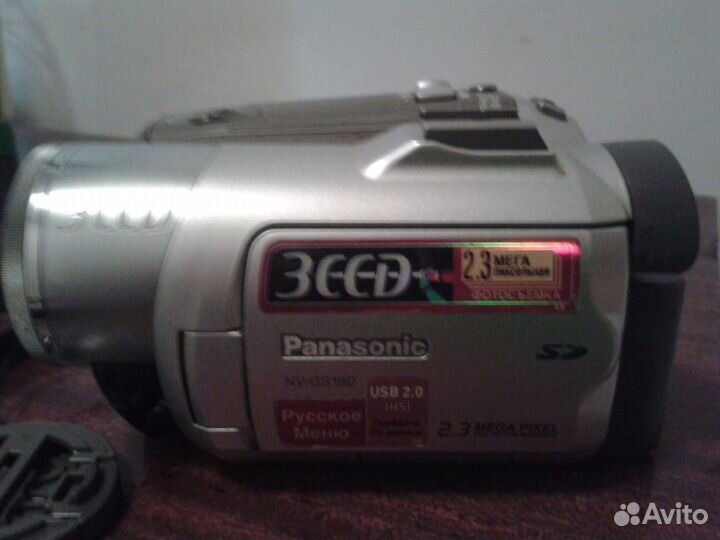 3CCD
3CCD
2.3 МЕГА
пиксельная
ФОТОСЪЕМКА
Panasonic
SD
NV-GS180
USB 2.0
(HS)
Русское
Меню
2.3 MEGA PIXEL
Avito